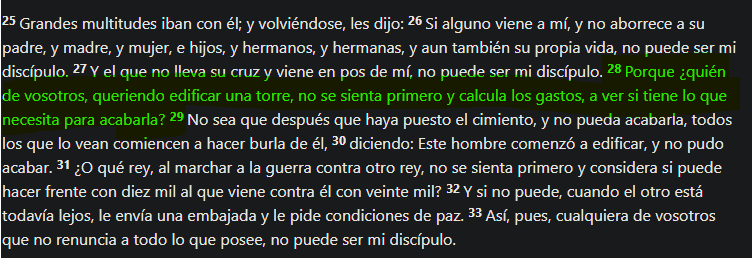 25 Grandes multitudes iban con él; y volviéndose, les dijo: 26 Si alguno viene a mí, y no aborrece a su
padre, y madre, y mujer, e hijos, y hermanos, y hermanas, y aun también su propia vida, no puede ser mi
discípulo. 27 Y el que no lleva su cruz y viene en pos de mí, no puede ser mi discípulo. 28 Porque ¿quién
de vosotros, queriendo edificar una torre, no se sienta primero y calcula los gastos, a ver si tiene lo que
necesita para acabarla? 29 No sea que después que haya puesto el cimiento, y no pueda acabarla, todos
los que lo vean comiencen a hacer burla de él, 30 diciendo: Este hombre comenzó a edificar, y no pudo
acabar. 31 ¿O qué rey, al marchar a la guerra contra otro rey, no se sienta primero y considera si puede
hacer frente con diez mil al que viene contra él con veinte mil? 32 Y si no puede, cuando el otro está
todavía lejos, le envía una embajada y le pide condiciones de paz. 33 Así, pues, cualquiera de vosotros
que no renuncia a todo lo que posee, no puede ser mi discípulo.